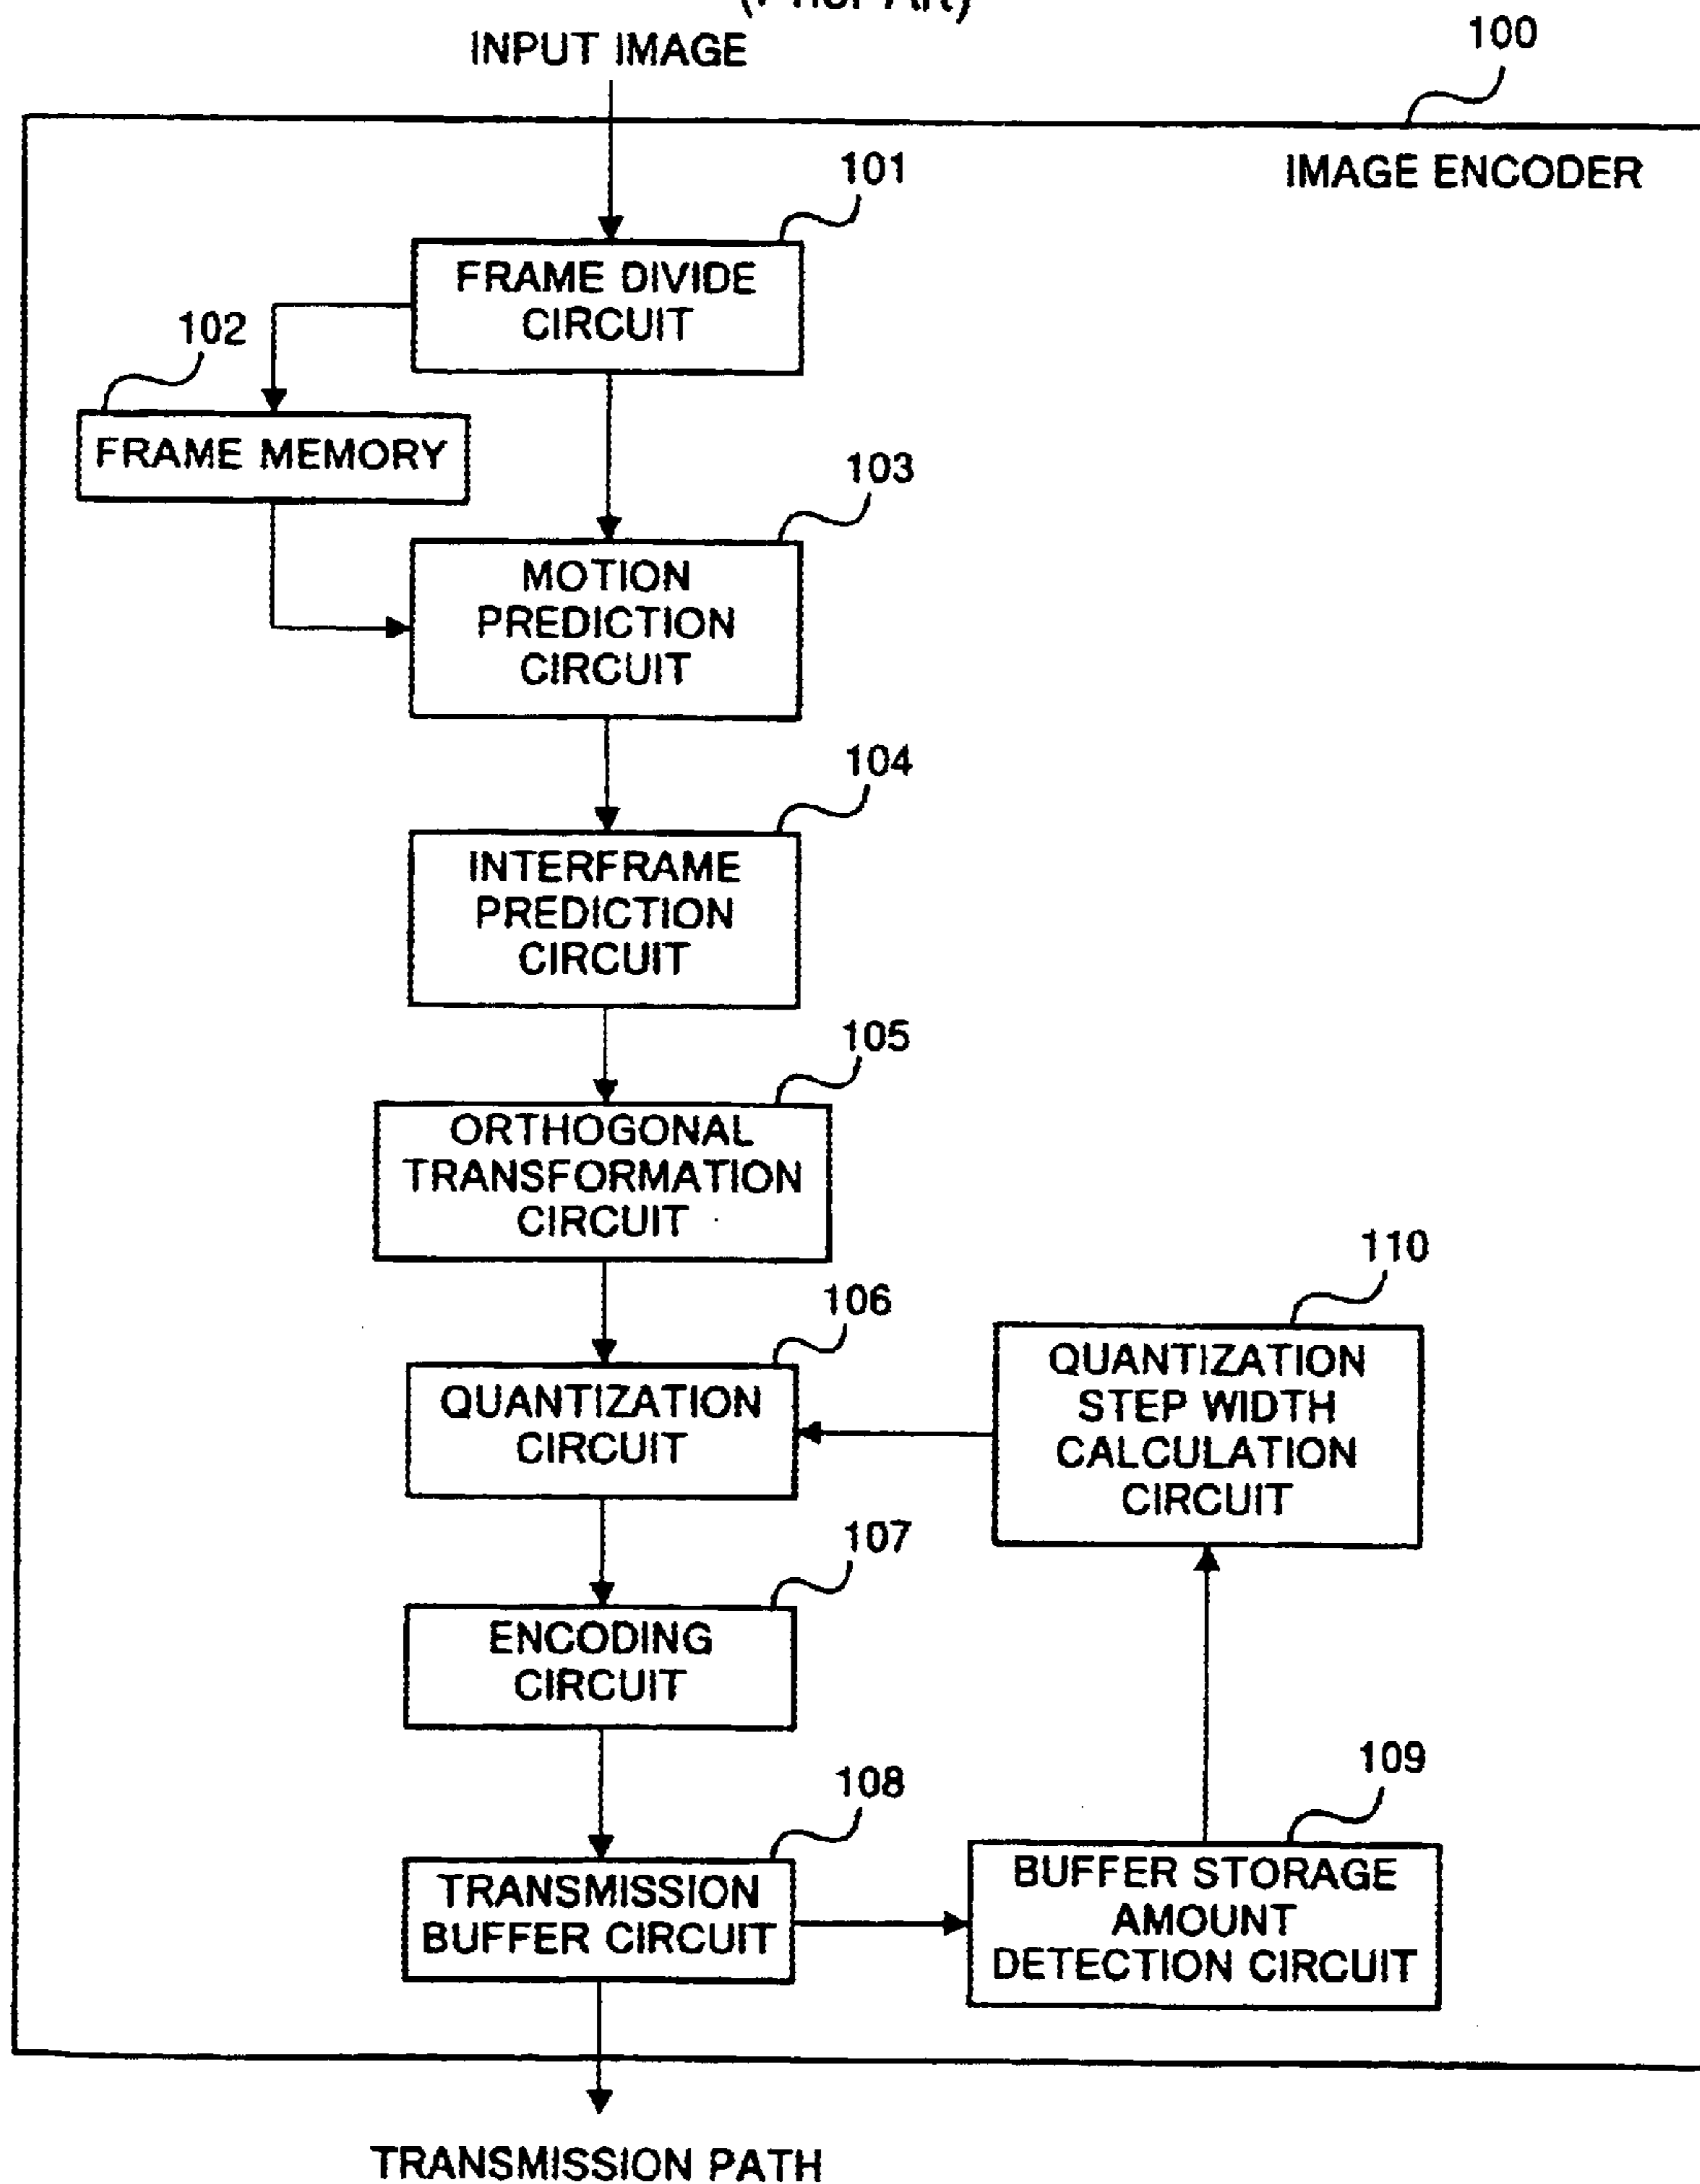 (Prior Art)
INPUT IMAGE
100
IMAGE ENCODER
101
FRAME DIVIDE
CIRCUIT
102
FRAME MEMORY
103
MOTION
PREDICTION
CIRCUIT
104
INTERFRAME
PREDICTION
CIRCUIT
105
ORTHOGONAL
TRANSFORMATION
CIRCUIT
106
QUANTIZATION
CIRCUIT
110
QUANTIZATION
STEP WIDTH
CALCULATION
CIRCUIT
107
ENCODING
CIRCUIT
108
TRANSMISSION
BUFFER CIRCUIT
109
BUFFER STORAGE
AMOUNT
DETECTION CIRCUIT
TRANSMISSION PATH